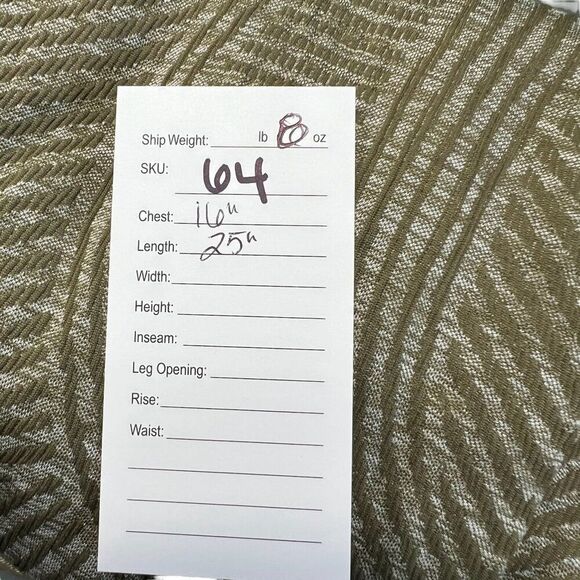 Ship Weight: lb 8 oz
SKU: 64
Chest: 16"
Length: 25"
Width:
Height:
Inseam:
Leg Opening:
Rise:
Waist: